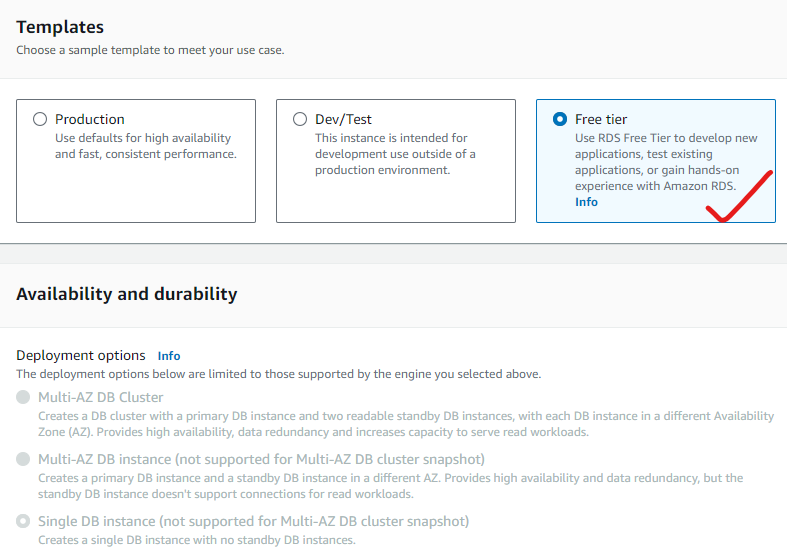 Templates
Choose a sample template to meet your use case.
Production
Use defaults for high availability
and fast, consistent performance.
Dev/Test
This instance is intended for
development use outside of a
production environment.
Free tier
Use RDS Free Tier to develop new
applications, test existing
applications, or gain hands-on
experience with Amazon RDS.
Info
Availability and durability
Deployment options Info
The deployment options below are limited to those supported by the engine you selected above.
Multi-AZ DB Cluster
Creates a DB cluster with a primary DB instance and two readable standby DB instances, with each DB instance in a different Availability
Zone (AZ). Provides high availability, data redundancy and increases capacity to serve read workloads.
Multi-AZ DB instance (not supported for Multi-AZ DB cluster snapshot)
Creates a primary DB instance and a standby DB instance in a different AZ. Provides high availability and data redundancy, but the
standby DB instance doesn't support connections for read workloads.
Single DB instance (not supported for Multi-AZ DB cluster snapshot)
Creates a single DB instance with no standby DB instances.